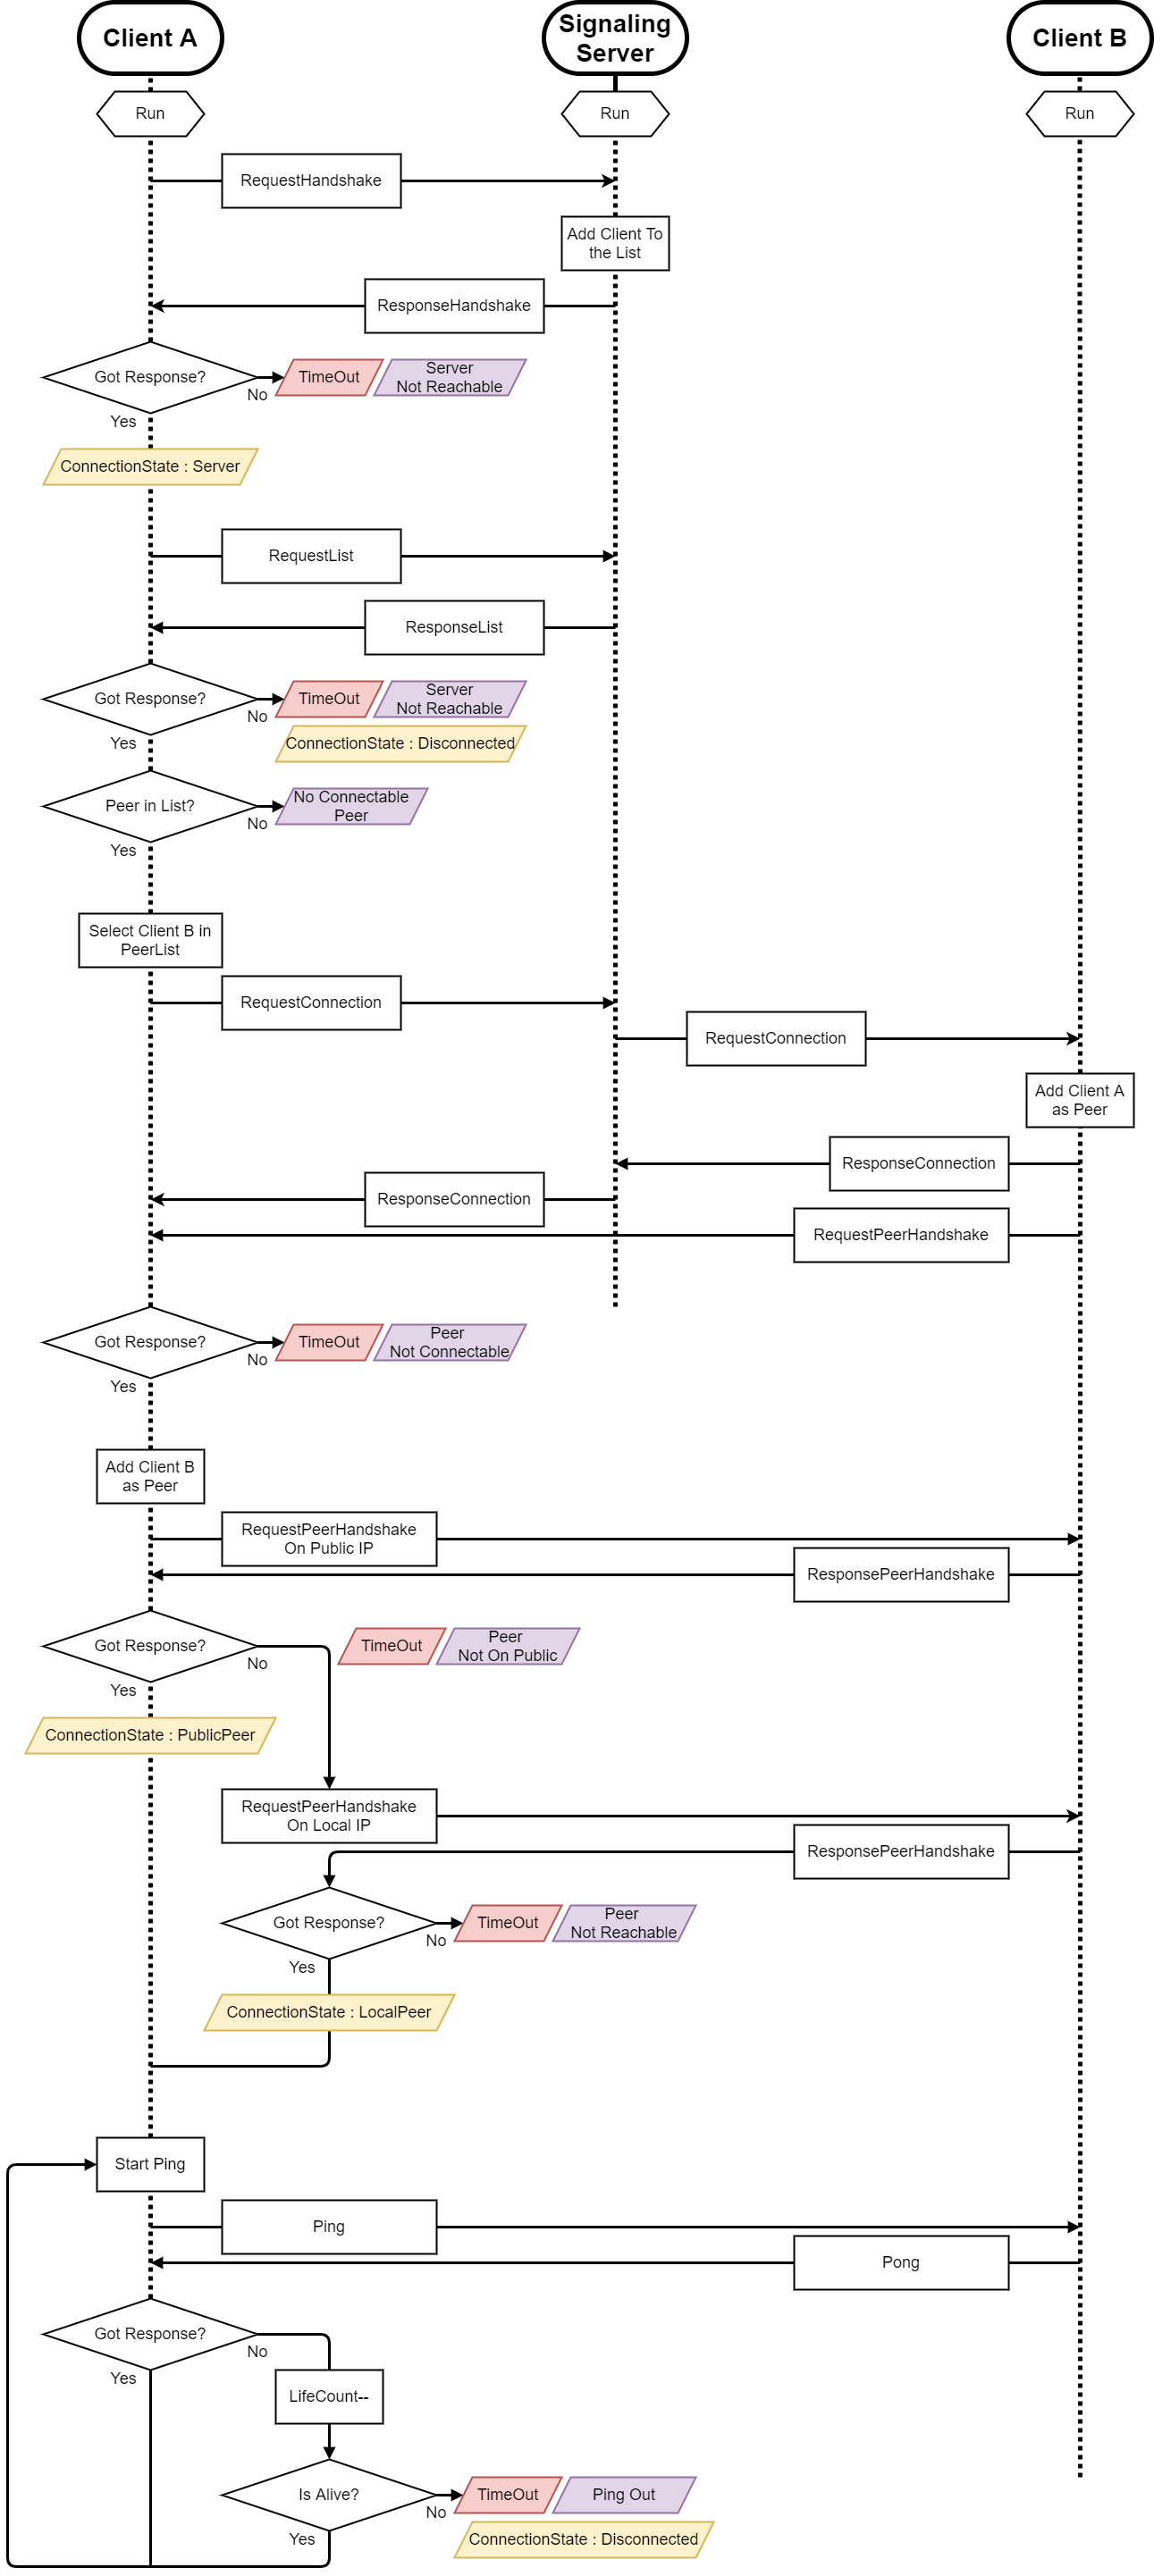 Client A
Signaling
Server
Client B
Run
Run
Run
RequestHandshake
Add Client To
the List
ResponseHandshake
Got Response?
No
TimeOut
Server
Not Reachable
Yes
ConnectionState : Server
RequestList
ResponseList
Got Response?
No
TimeOut
Server
Not Reachable
Yes
ConnectionState : Disconnected
Peer in List?
No
No Connectable
Peer
Yes
Select Client B in
PeerList
RequestConnection
RequestConnection
Add Client A
as Peer
ResponseConnection
ResponseConnection
RequestPeerHandshake
Got Response?
No
TimeOut
Peer
Not Connectable
Yes
Add Client B
as Peer
RequestPeerHandshake
On Public IP
ResponsePeerHandshake
Got Response?
No
TimeOut
Peer
Not On Public
Yes
ConnectionState : PublicPeer
RequestPeerHandshake
On Local IP
ResponsePeerHandshake
Got Response?
No
TimeOut
Peer
Not Reachable
Yes
ConnectionState : LocalPeer
Start Ping
Ping
Pong
Got Response?
No
Yes
LifeCount--
Is Alive?
No
TimeOut
Ping Out
Yes
ConnectionState : Disconnected